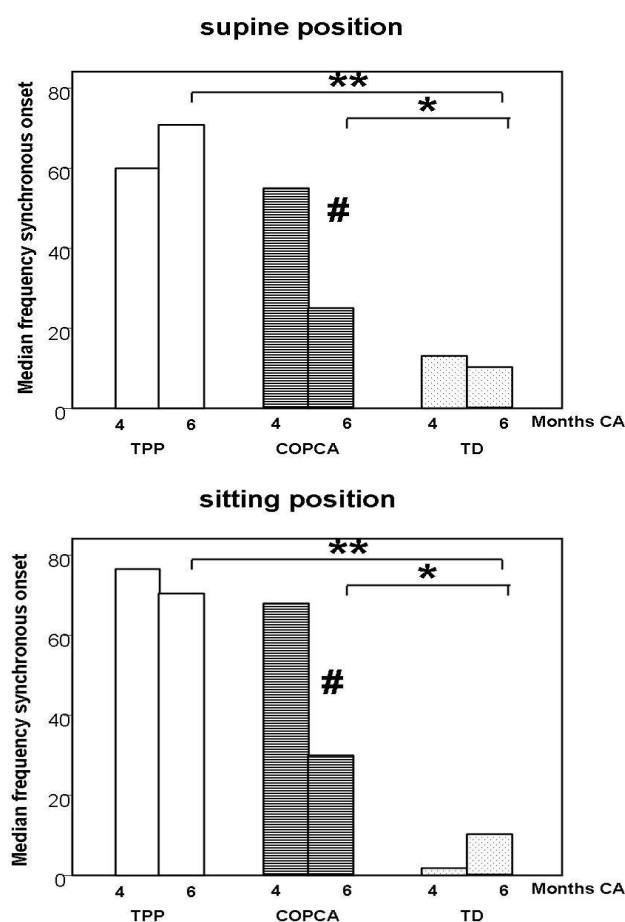 supine position
Median frequency synchronous onset
80
60
40
20
0
**
*
#
4 6 4 6 4 6 Months CA
TPP COPCA TD
sitting position
Median frequency synchronous onset
80
60
40
20
0
**
*
#
4 6 4 6 4 6 Months CA
TPP COPCA TD